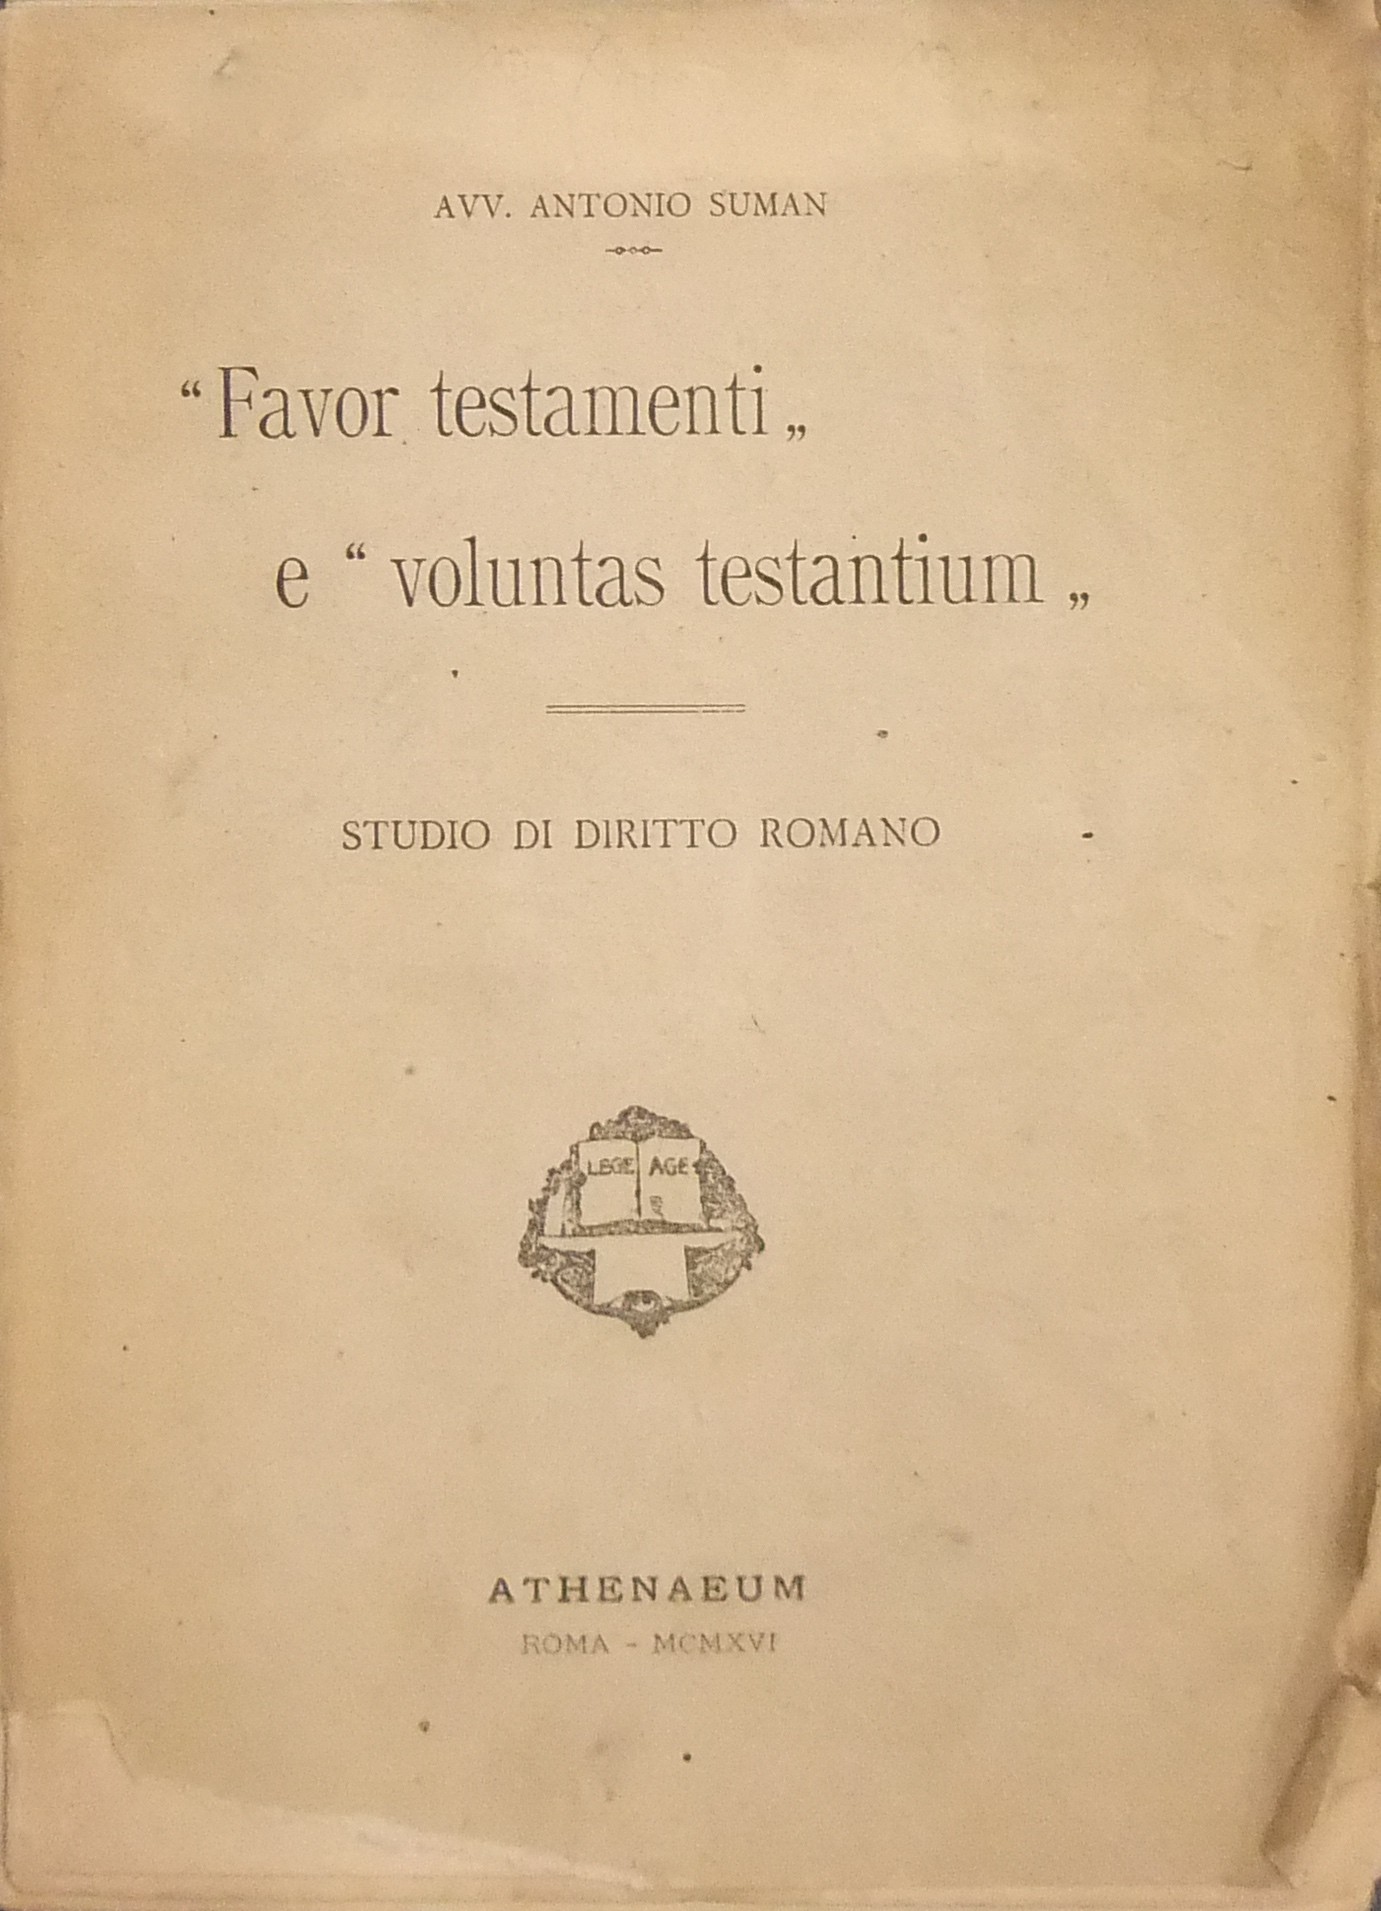 AVV. ANTONIO SUMAN
“ Favor testamenti „
e “ voluntas testantium „
STUDIO DI DIRITTO ROMANO
LEGE AGE
ATHENAEUM
ROMA - MCMXVI